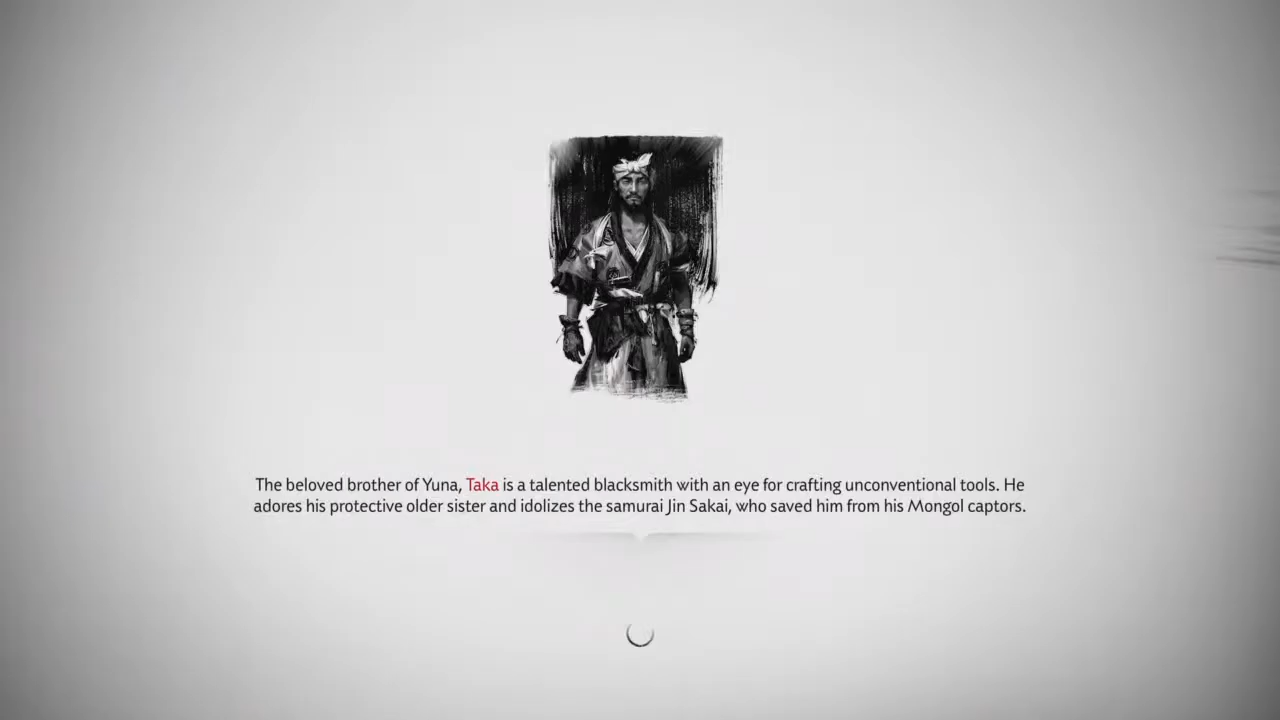 The beloved brother of Yuna, Taka is a talented blacksmith with an eye for crafting unconventional tools. He
adores his protective older sister and idolizes the samurai Jin Sakai, who saved him from his Mongol captors.